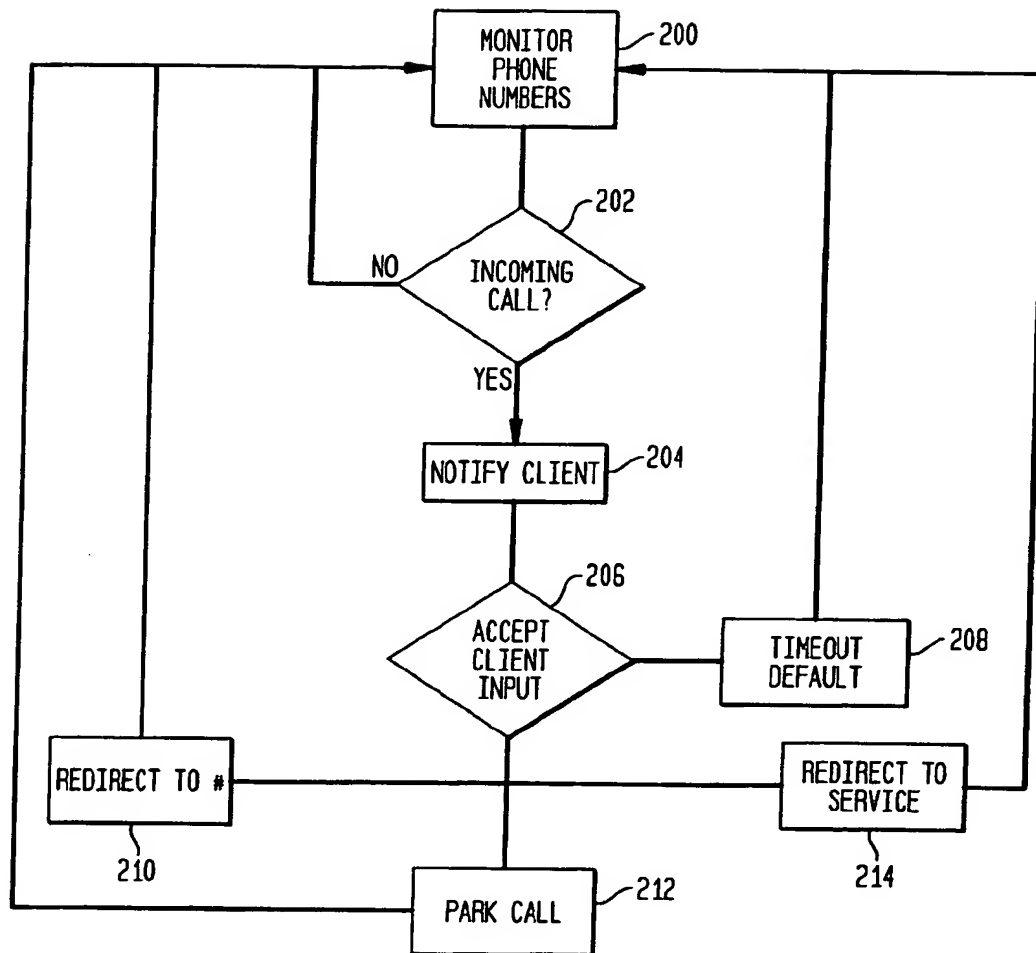 MONITOR
PHONE
NUMBERS
200
202
INCOMING
CALL?
NO
YES
NOTIFY CLIENT
204
206
ACCEPT
CLIENT
INPUT
TIMEOUT
DEFAULT
208
REDIRECT TO #
210
REDIRECT TO
SERVICE
214
PARK CALL
212